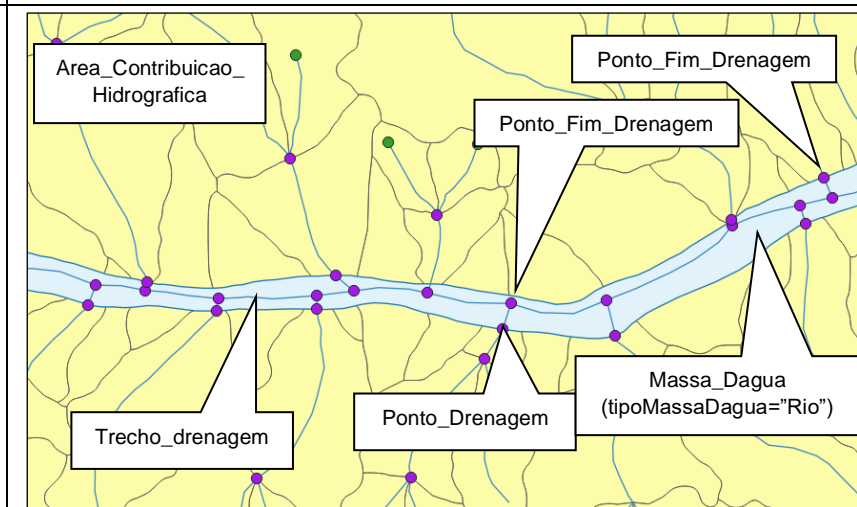 Area_Contribuicao_
Hidrografica
Ponto_Fim_Drenagem
Ponto_Fim_Drenagem
Massa_Dagua
(tipoMassaDagua=”Rio”)
Ponto_Drenagem
Trecho_drenagem